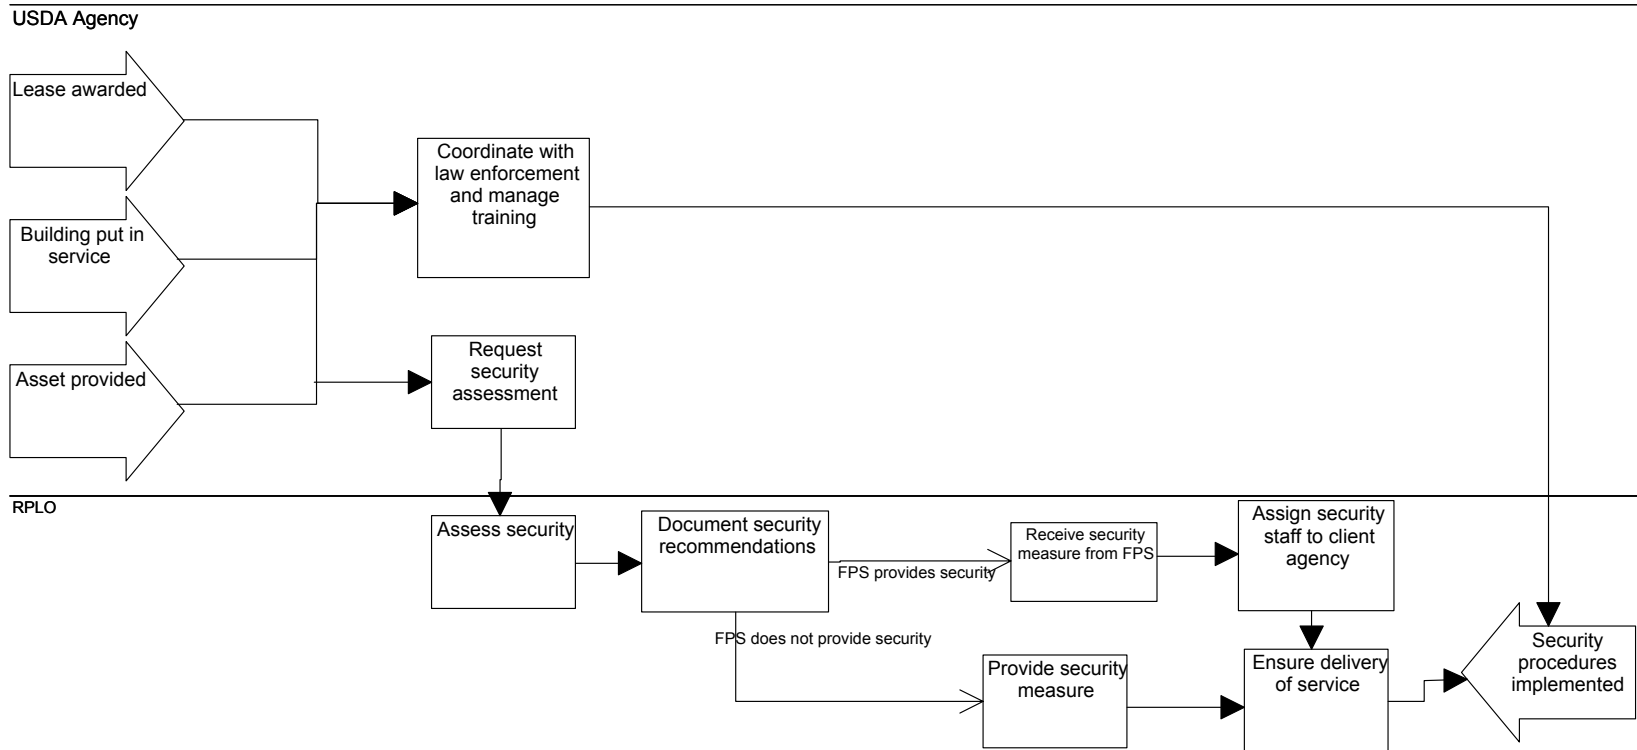 USDA Agency
Lease awarded
Coordinate with
law enforcement
and manage
training
Building put in
service
Request
security
assessment
Asset provided
RPLO
Assess security
Document security
recommendations
FPS provides security
Receive security
measure from FPS
Assign security
staff to client
agency
FPS does not provide security
Provide security
measure
Ensure delivery
of service
Security
procedures
implemented